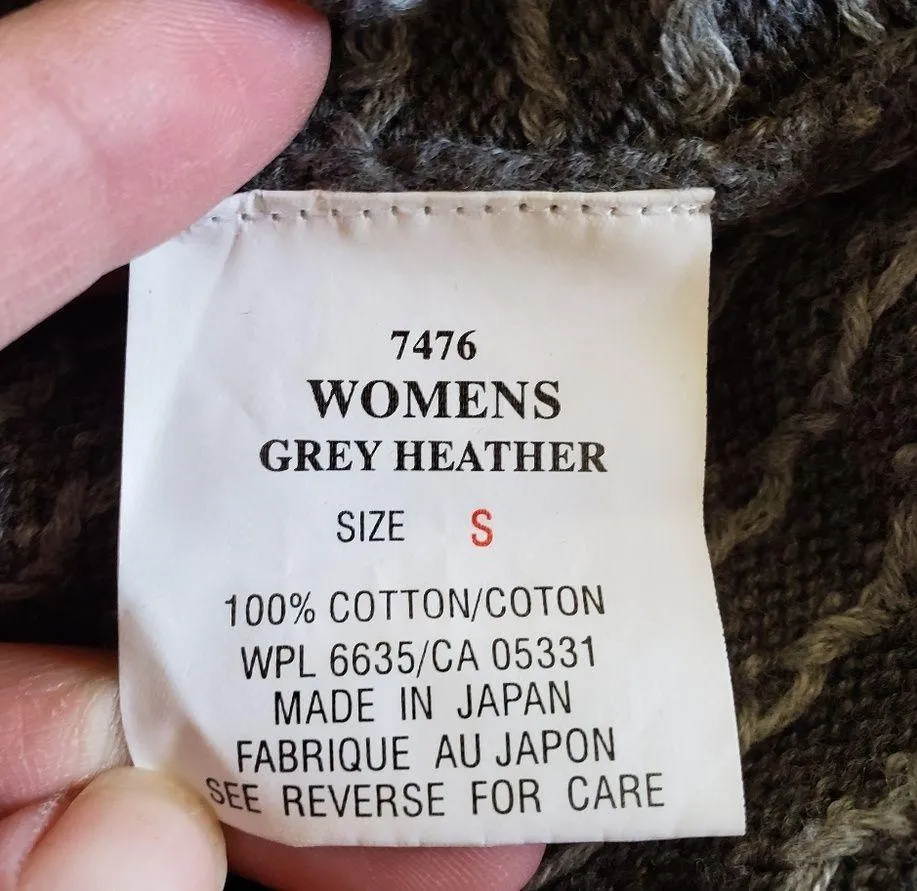 7476
WOMENS
GREY HEATHER
SIZE S
100% COTTON/COTON
WPL 6635/CA 05331
MADE IN JAPAN
FABRIQUE AU JAPON
SEE REVERSE FOR CARE